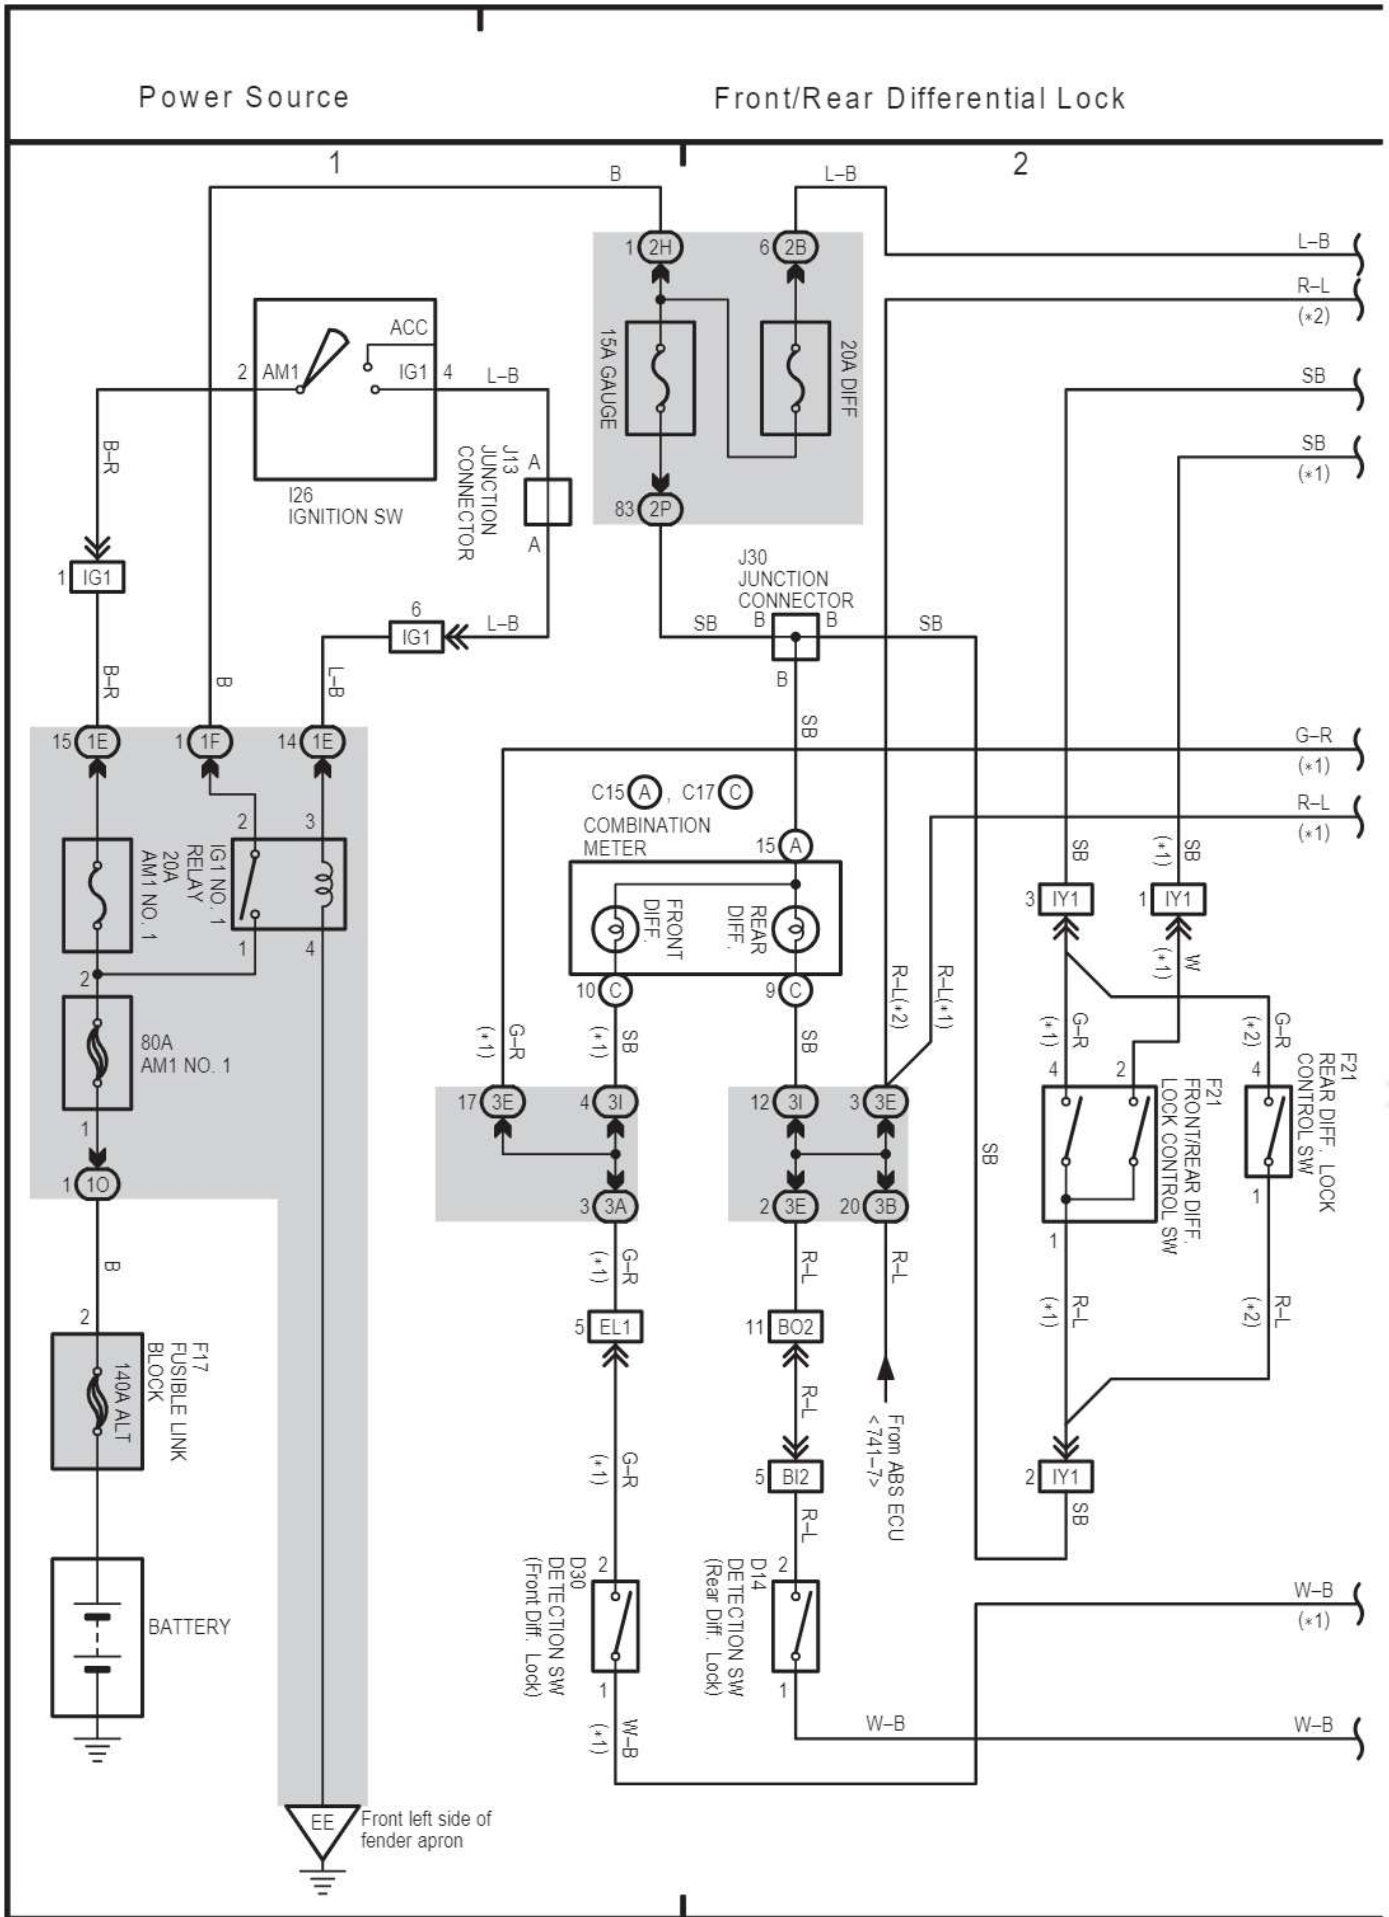 Power Source
Front/Rear Differential Lock
1
2
B
L–B
L–B
1 2H
6 2B
R–L
(*2)
ACC
2 AM1
IG1 4
L–B
15A GAUGE
20A DIFF
SB
B–R
J13
JUNCTION
CONNECTOR
A
A
SB
(*1)
I26
IGNITION SW
83 2P
1 IG1
J30
JUNCTION
CONNECTOR
6
IG1
L–B
SB
B
B
SB
B
B–R
B
L–B
SB
15 1E
1 1F
14 1E
G–R
(*1)
C15 A , C17 C
COMBINATION
METER
R–L
(*1)
15 A
2
3
IG1 NO. 1
RELAY
20A
AM1 NO. 1
1
4
FRONT
DIFF.
REAR
DIFF.
SB
SB
(*1)
3 IY1
1 IY1
W
(*1)
2
80A
AM1 NO. 1
1
10 C
9 C
R–L(*2)
R–L(*1)
G–R
(*1)
SB
(*1)
SB
G–R
(*1)
G–R
(*2)
4
2
4
F21
REAR DIFF. LOCK
CONTROL SW
F21
FRONT/REAR DIFF.
LOCK CONTROL SW
17 3E
4 3I
12 3I
3 3E
SB
1 1O
3 3A
2 3E
20 3B
1
1
B
G–R
(*1)
R–L
R–L
R–L
(*1)
R–L
(*2)
2
5 EL1
11 BO2
F17
FUSIBLE LINK
BLOCK
140A ALT
R–L
From ABS ECU
<741–7>
G–R
(*1)
5 BI2
2 IY1
R–L
SB
D30
DETECTION SW
(Front Diff. Lock)
2
1
D14
DETECTION SW
(Rear Diff. Lock)
2
1
W–B
(*1)
BATTERY
W–B
(*1)
W–B
W–B
EE
Front left side of
fender apron